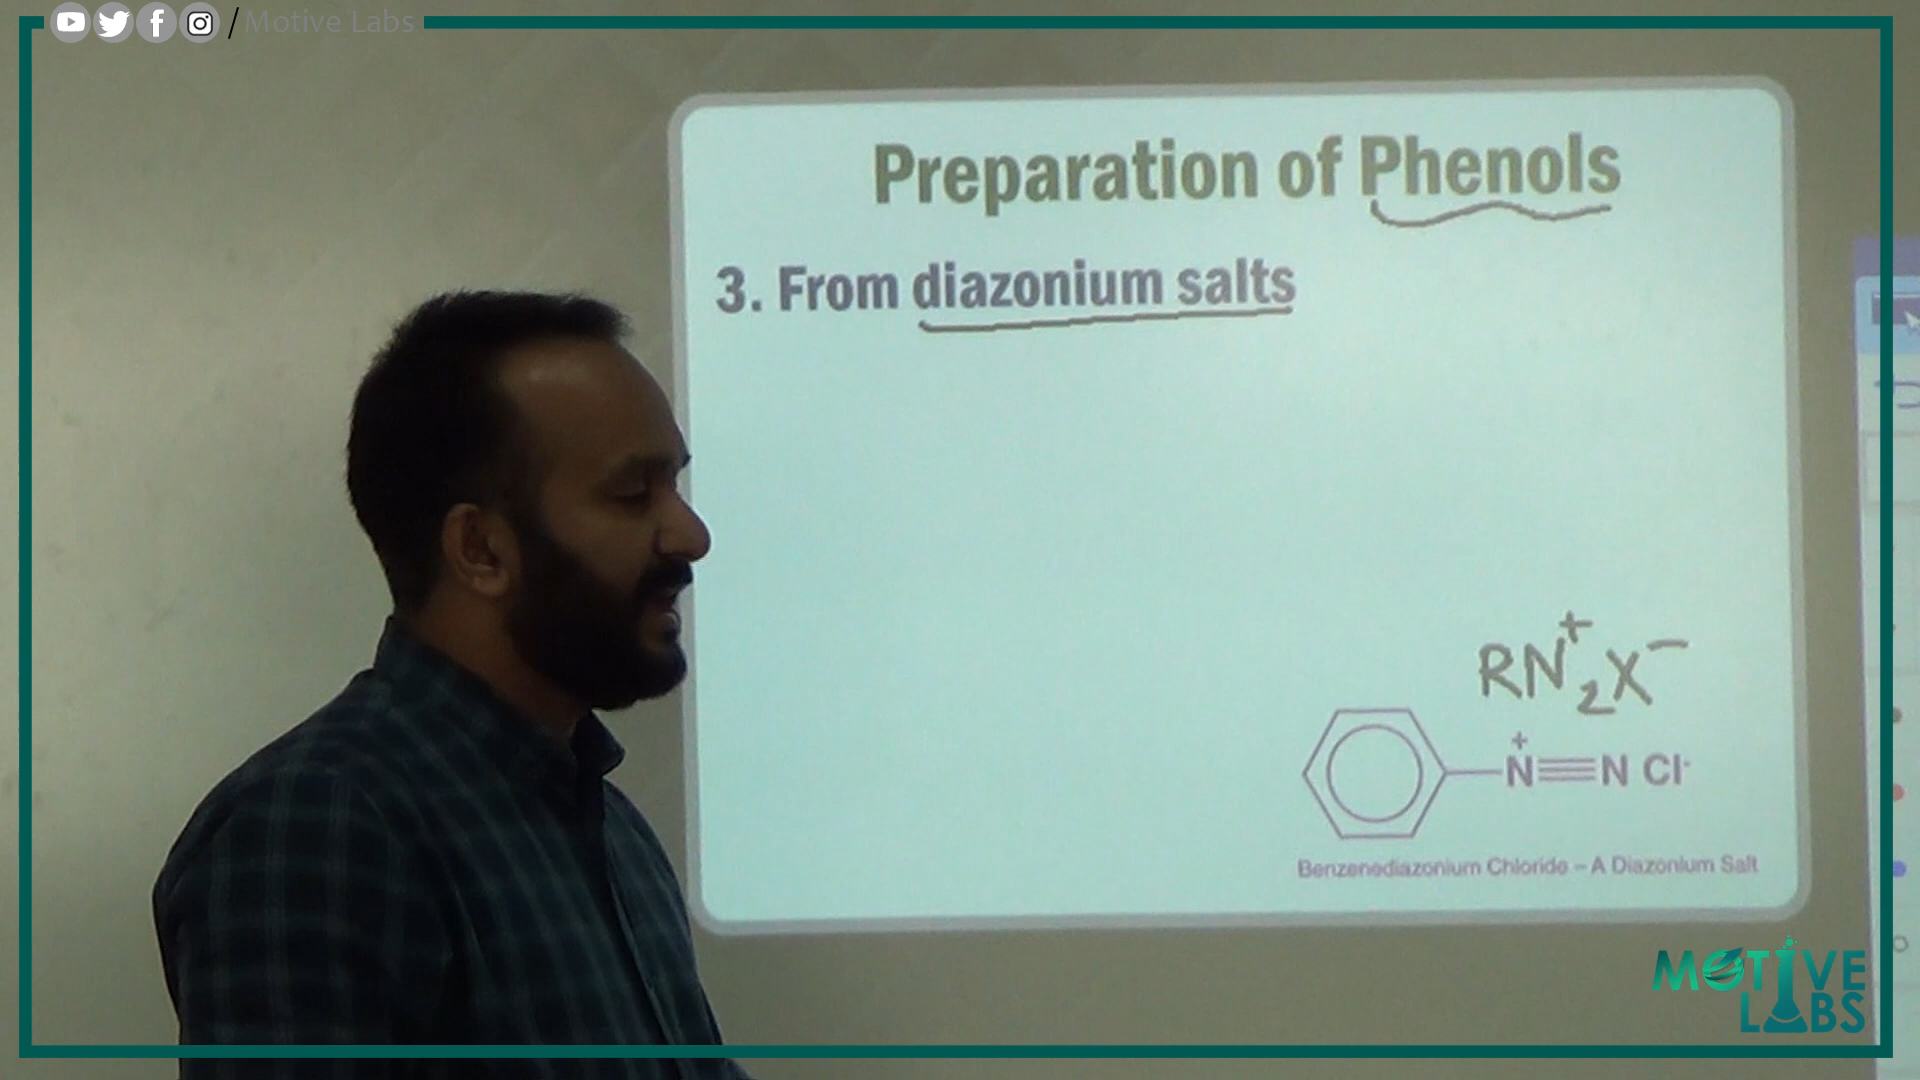 / Motive Labs
Preparation of Phenols
3. From diazonium salts
RN₂⁺X⁻
N⁺≡N Cl⁻
Benzenediazonium Chloride – A Diazonium Salt
MOTIVE
LABS